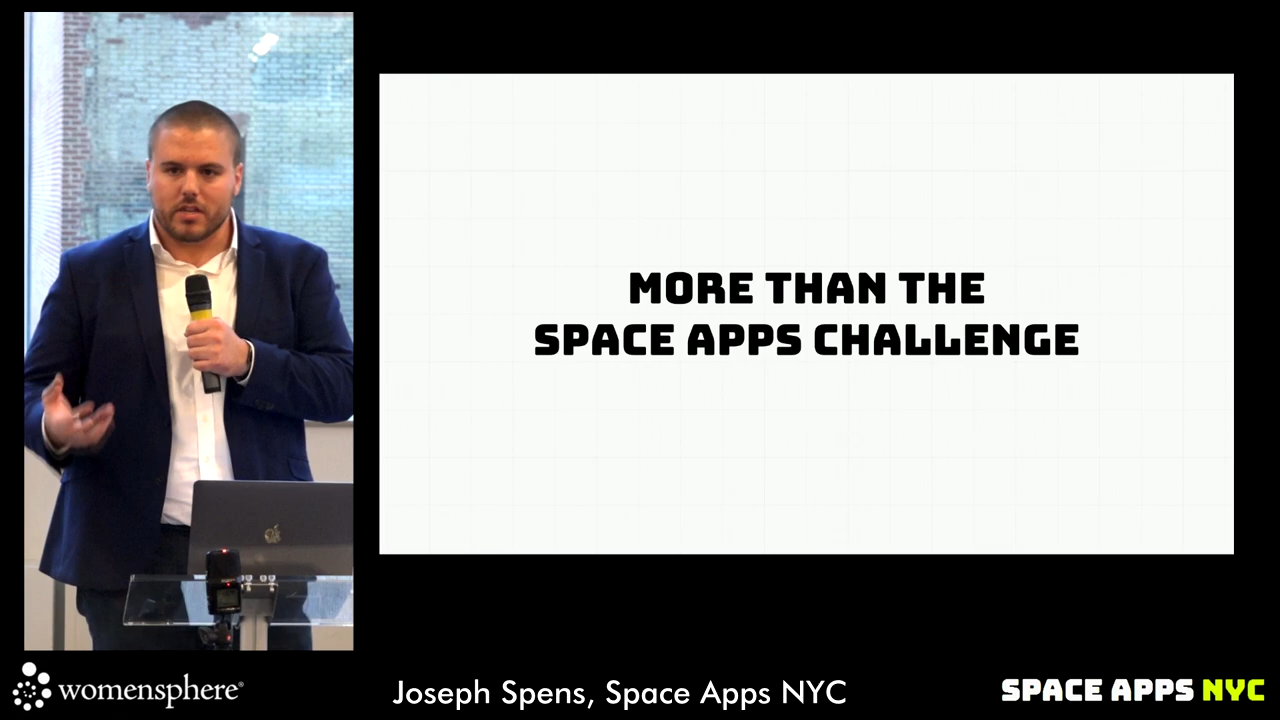 MORE THAN THE
SPACE APPS CHALLENGE
womensphere®
Joseph Spens, Space Apps NYC
SPACE APPS NYC